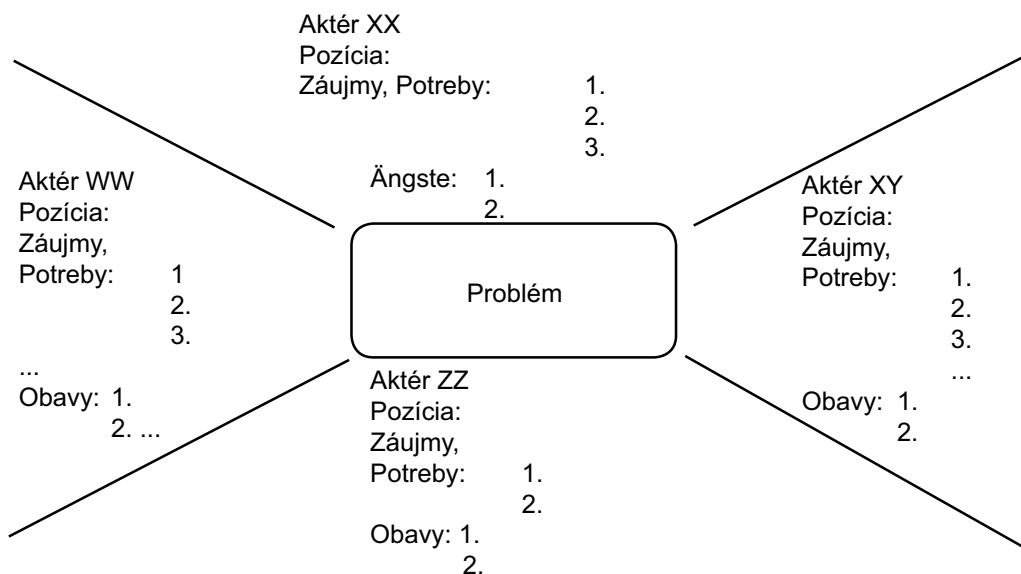 Aktér XX
Pozícia:
Záujmy, Potreby: 1.
2.
3.
Ängste: 1.
2.
Aktér WW
Pozícia:
Záujmy,
Potreby: 1
2.
3.
...
Obavy: 1.
2. ...
Problém
Aktér XY
Pozícia:
Záujmy,
Potreby: 1.
2.
3.
...
Obavy: 1.
2.
Aktér ZZ
Pozícia:
Záujmy,
Potreby: 1.
2.
Obavy: 1.
2.